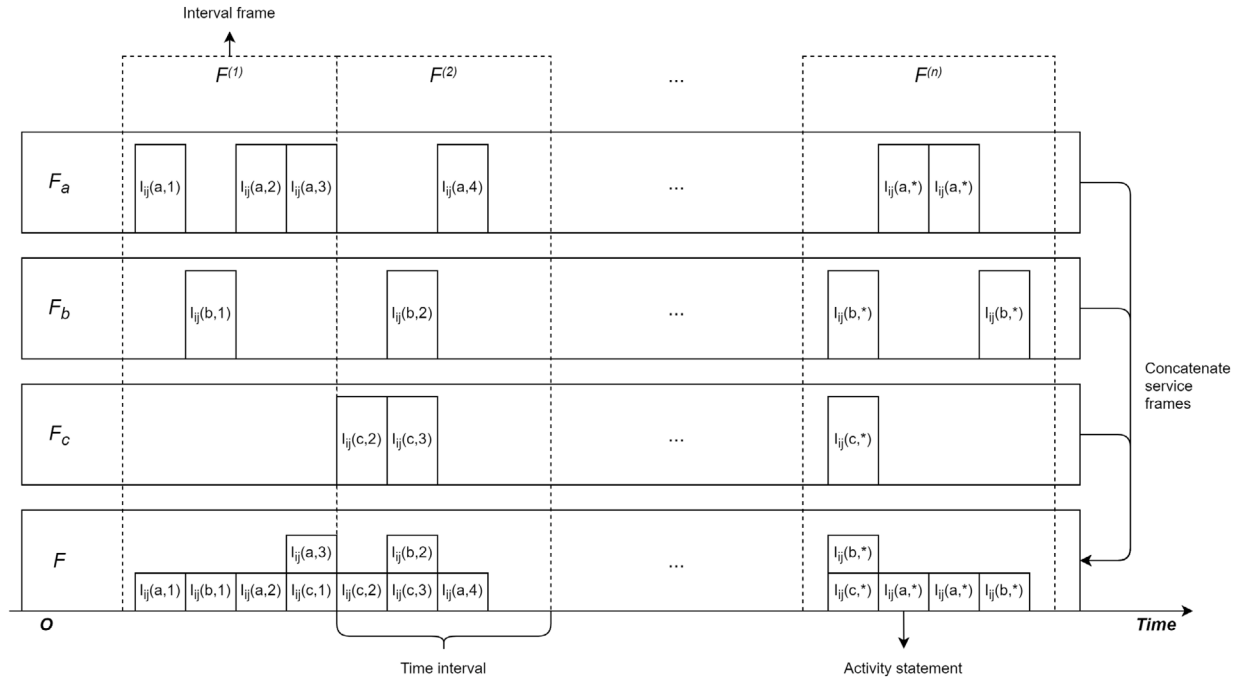 Interval frame
F(1) F(2) ... F(n)
Fa Iij(a,1) Iij(a,2) Iij(a,3) Iij(a,4) ... Iij(a,*) Iij(a,*)
Fb Iij(b,1) Iij(b,2) ... Iij(b,*) Iij(b,*)
Concatenate
service
frames
Fc Iij(c,2) Iij(c,3) ... Iij(c,*)
Iij(a,3) Iij(b,2) Iij(b,*)
F ...
Iij(a,1) Iij(b,1) Iij(a,2) Iij(c,1) Iij(c,2) Iij(c,3) Iij(a,4) Iij(c,*) Iij(a,*) Iij(a,*) Iij(b,*)
O Time
Time interval Activity statement